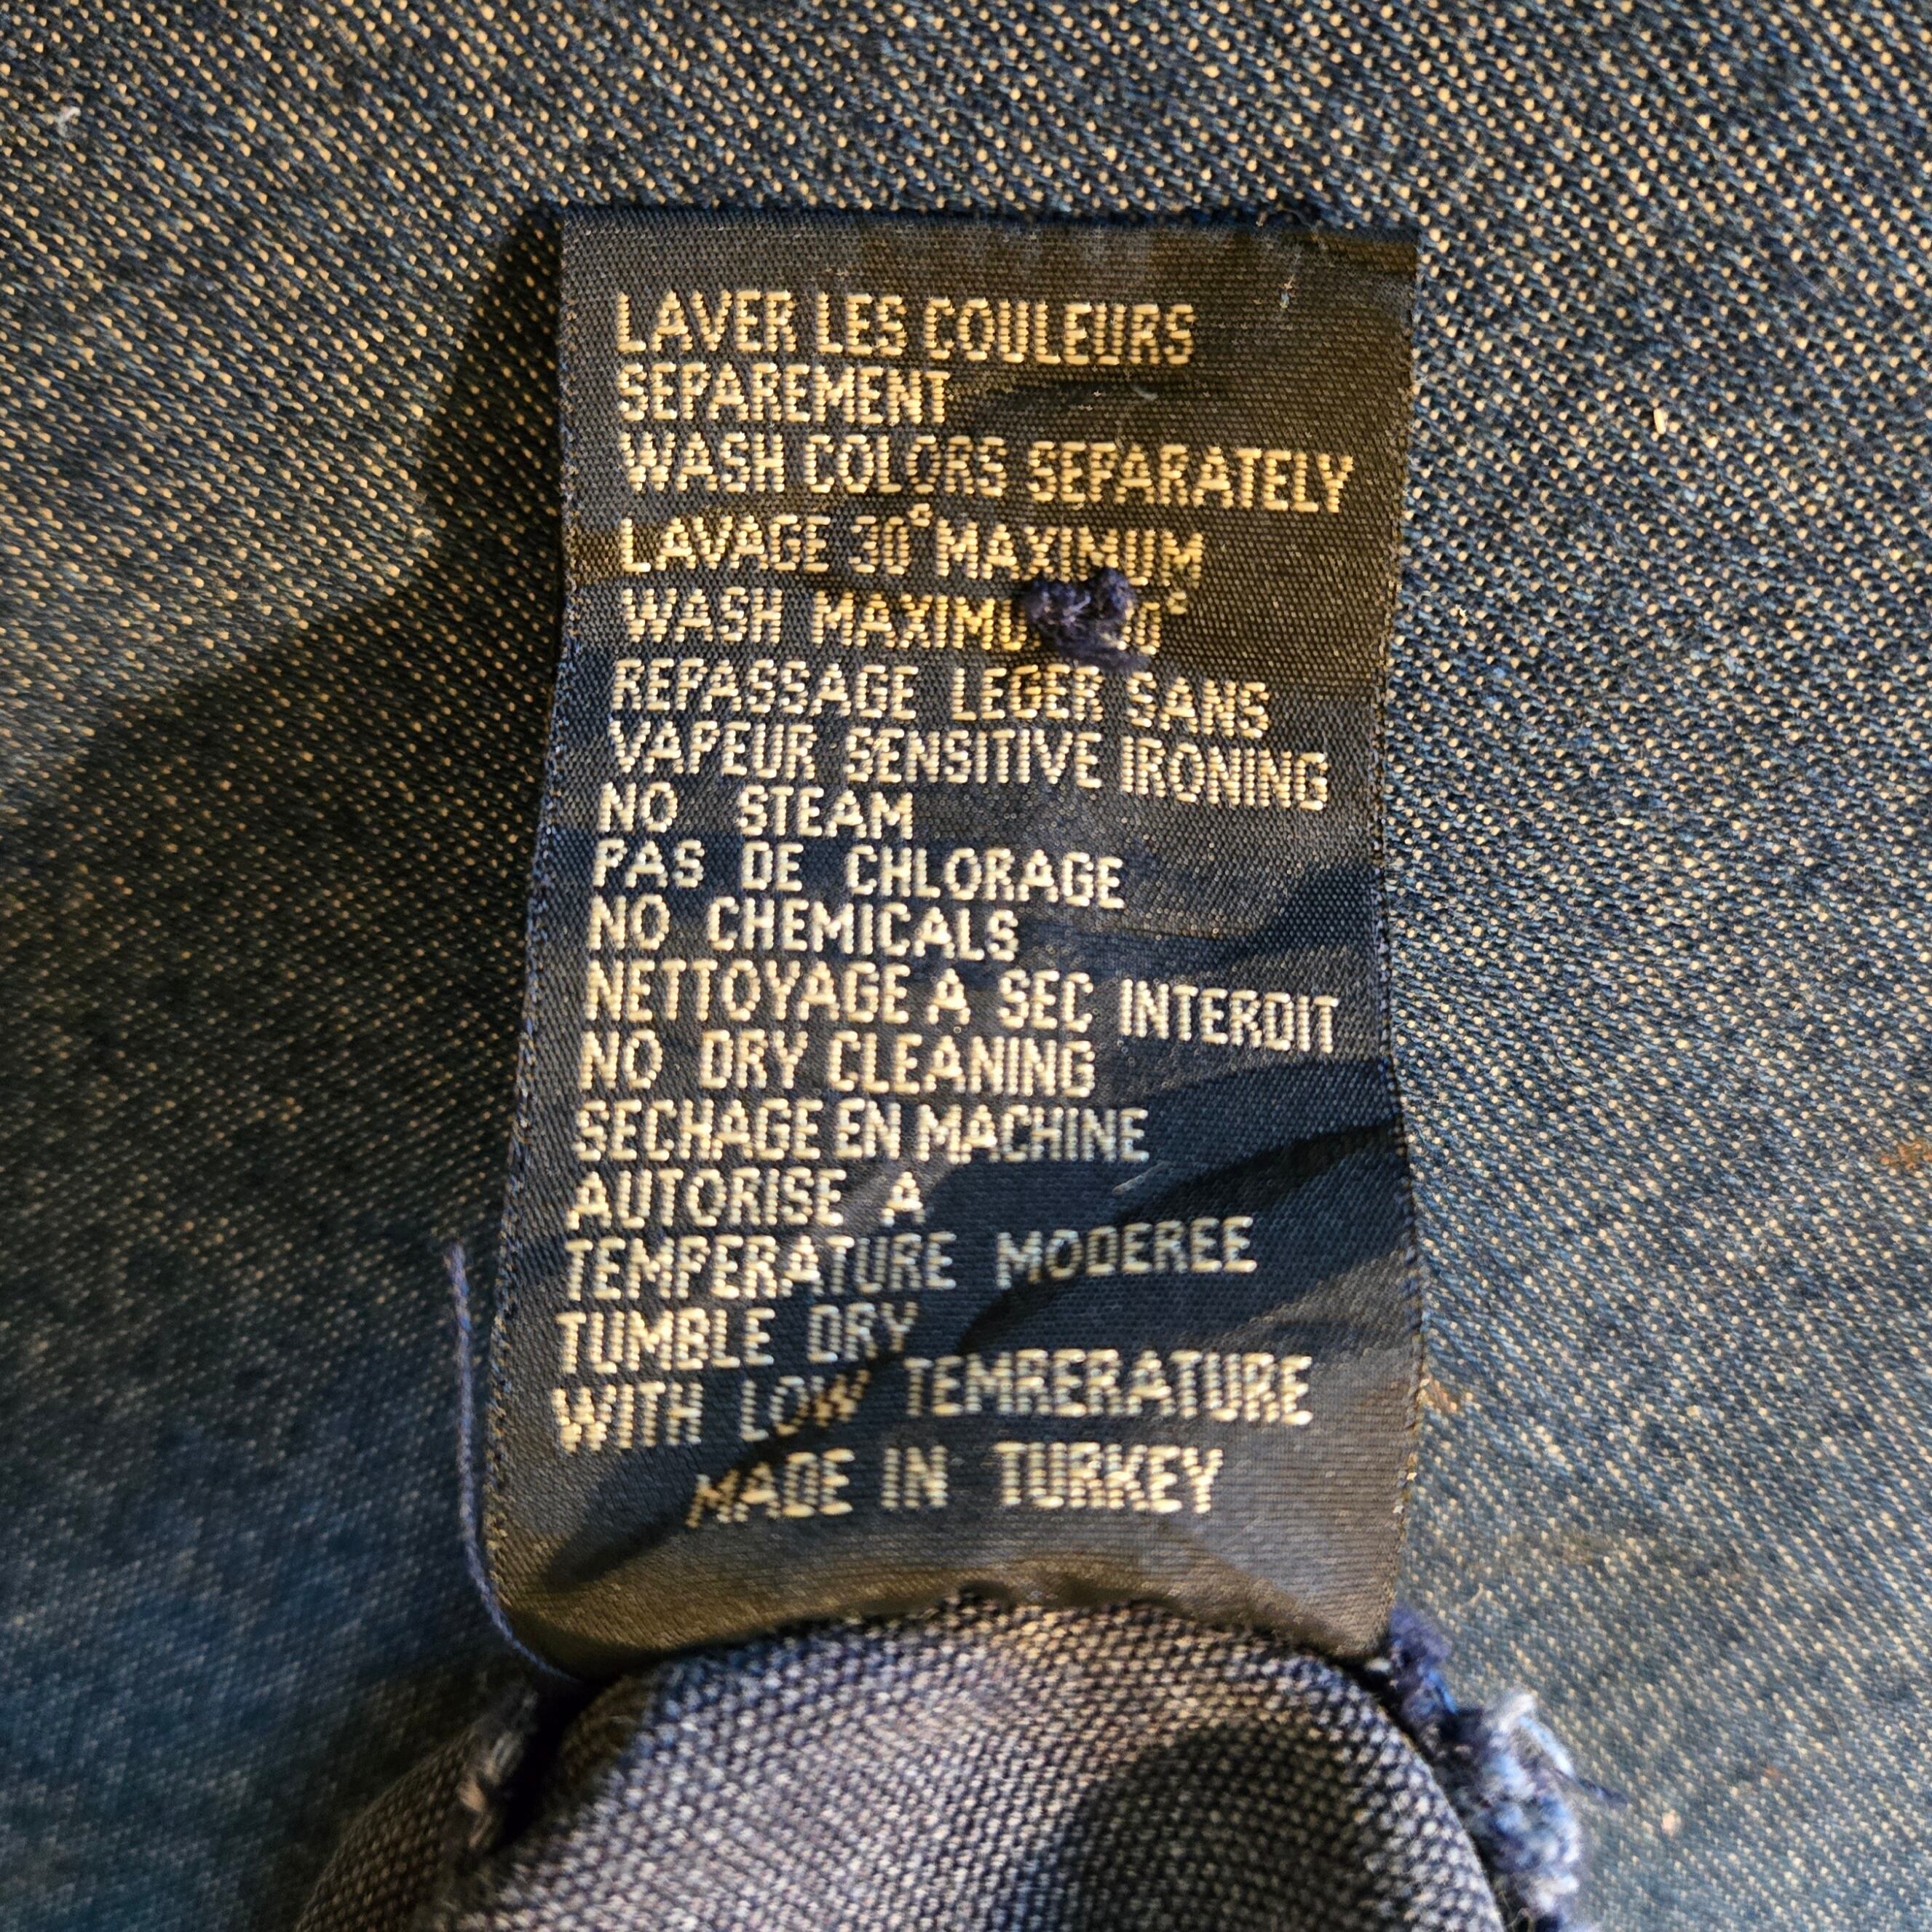 LAVER LES COULEURS
SEPAREMENT
WASH COLORS SEPARATELY
LAVAGE 30° MAXIMUM
WASH MAXIMU 0°
REPASSAGE LEGER SANS
VAPEUR SENSITIVE IRONING
NO STEAM
PAS DE CHLORAGE
NO CHEMICALS
NETTOYAGE A SEC INTERDIT
NO DRY CLEANING
SECHAGE EN MACHINE
AUTORISE A
TEMPERATURE MODEREE
TUMBLE DRY
WITH LOW TEMRERATURE
MADE IN TURKEY